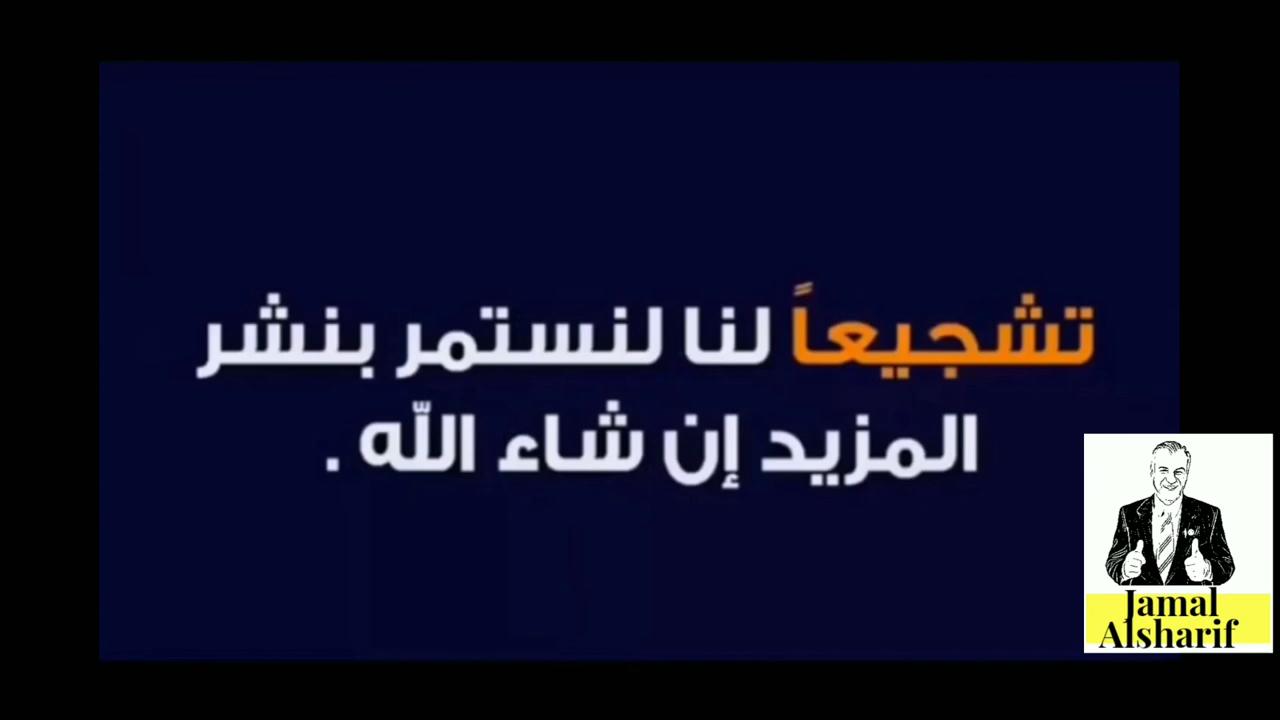 تشجيعاً لنا لنستمر بنشر
المزيد إن شاء الله .
Jamal
Alsharif